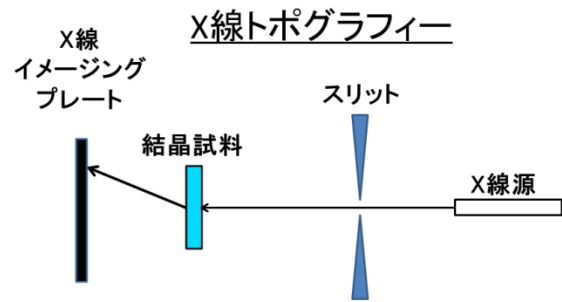 X線トポグラフィー
X線
イメージング
プレート
結晶試料
スリット
X線源